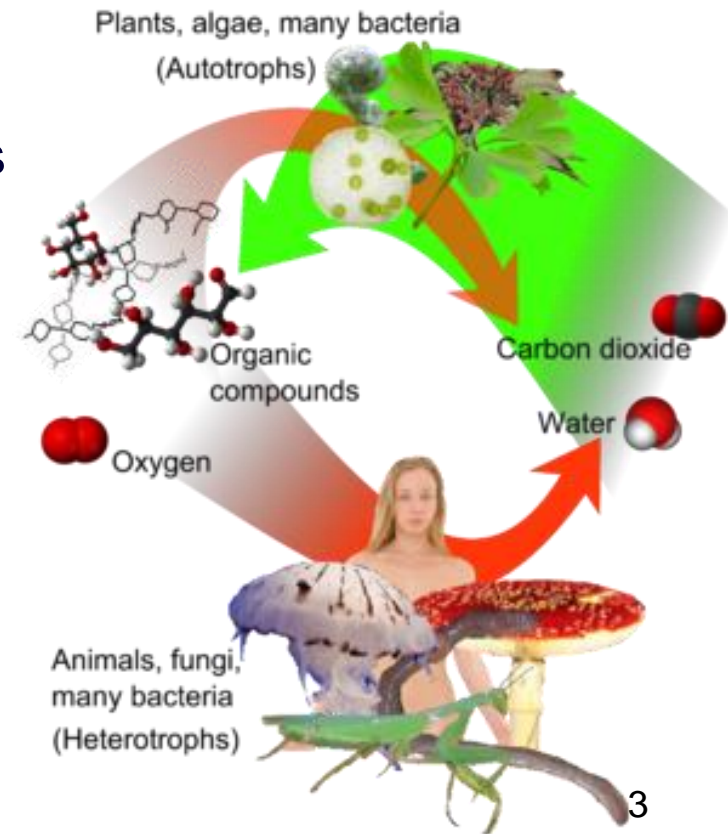 Plants, algae, many bacteria
(Autotrophs)
s
Organic
compounds
Carbon dioxide
Water
Oxygen
Animals, fungi,
many bacteria
(Heterotrophs)
3